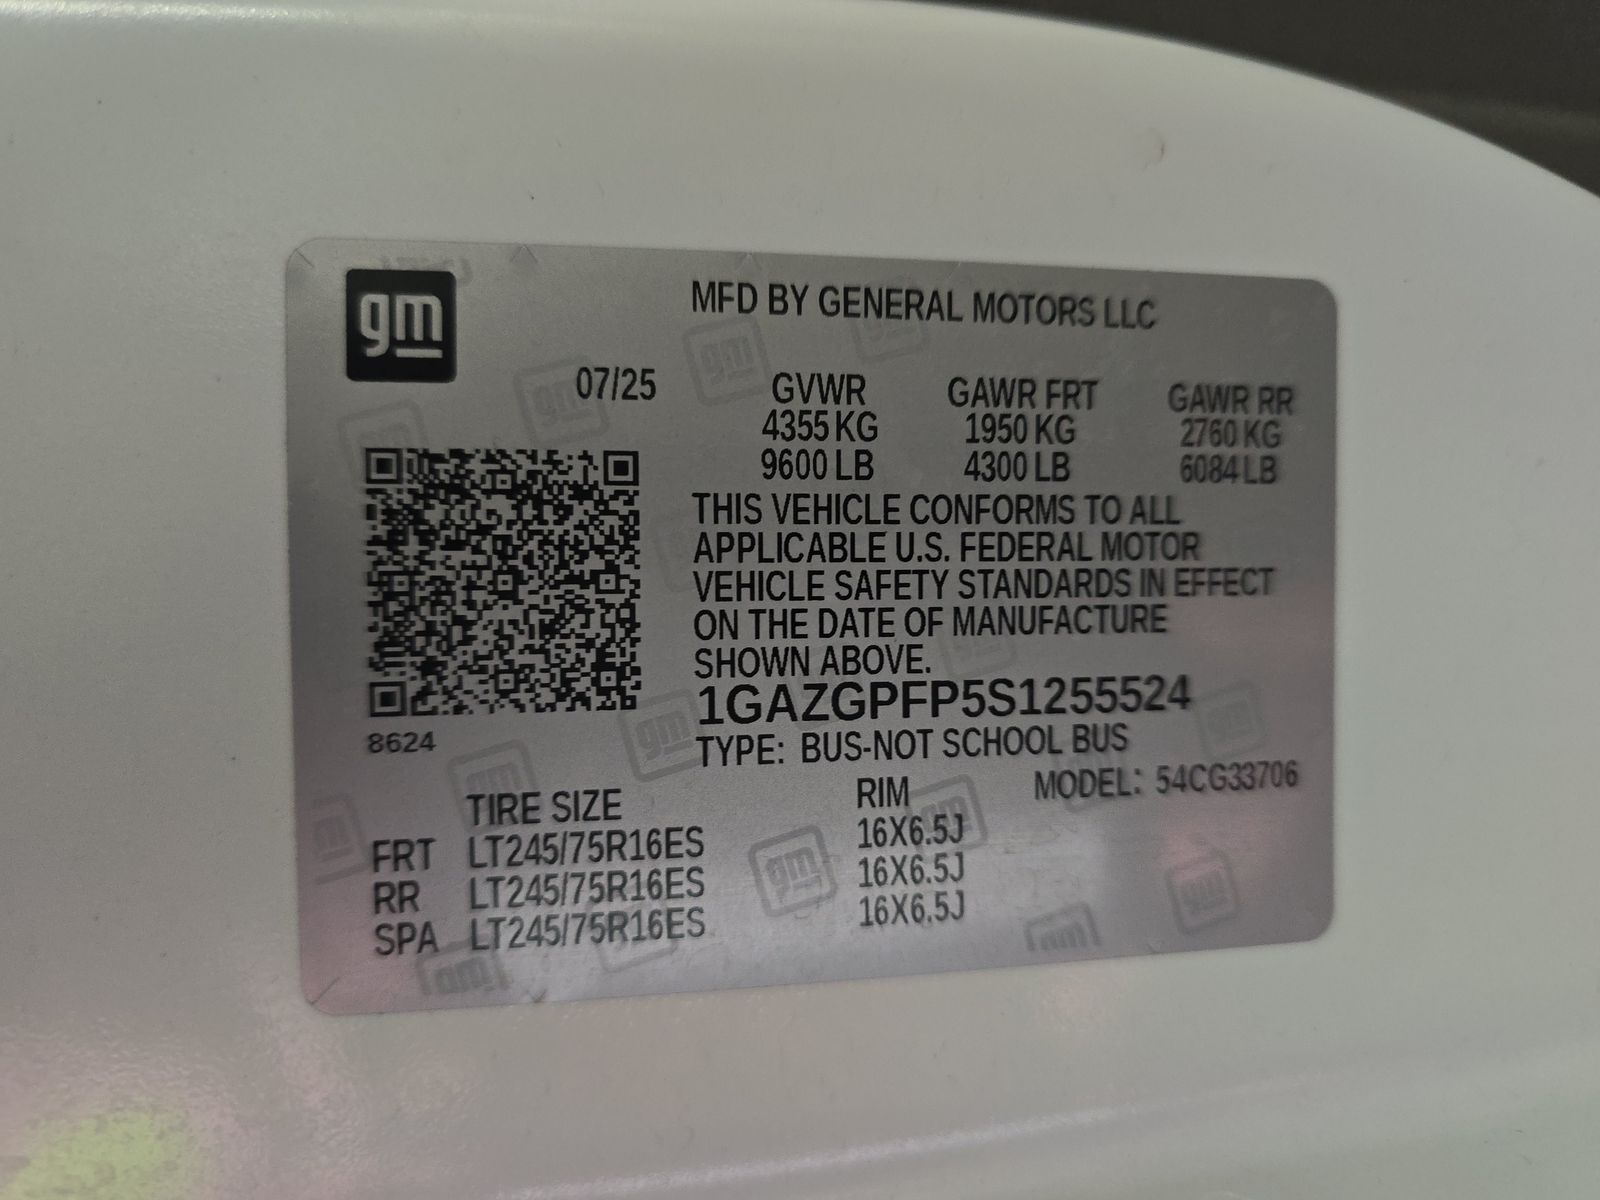 gm
MFD BY GENERAL MOTORS LLC
07/25
GVWR GAWR FRT GAWR RR
4355 KG 1950 KG 2760 KG
9600 LB 4300 LB 6084 LB
THIS VEHICLE CONFORMS TO ALL
APPLICABLE U.S. FEDERAL MOTOR
VEHICLE SAFETY STANDARDS IN EFFECT
ON THE DATE OF MANUFACTURE
SHOWN ABOVE.
1GAZGPFP5S1255524
8624
TYPE: BUS-NOT SCHOOL BUS
MODEL: 54CG33706
TIRE SIZE RIM
FRT LT245/75R16ES 16X6.5J
RR LT245/75R16ES 16X6.5J
SPA LT245/75R16ES 16X6.5J